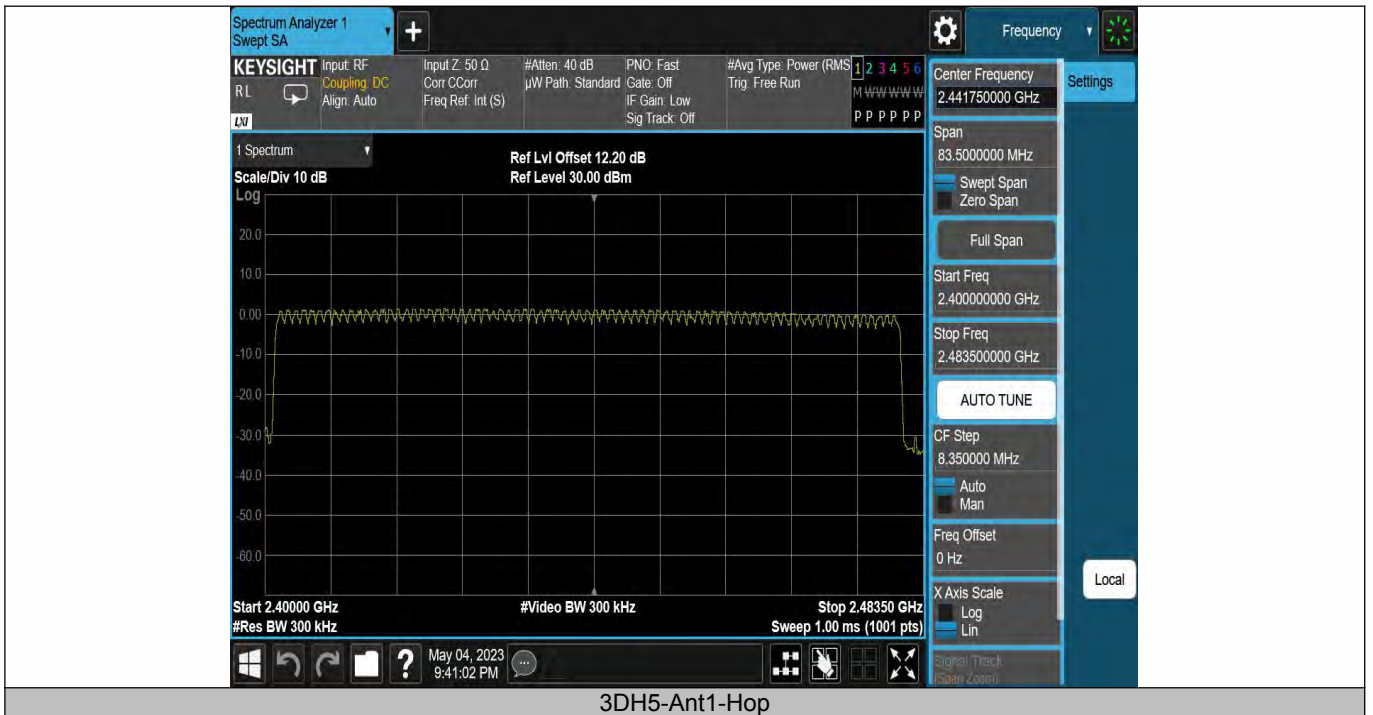 Spectrum Analyzer 1
Swept SA
Frequency
KEYSIGHT
RL
LXI
Input: RF
Coupling: DC
Align: Auto
Input Z: 50 Ω
Corr CCorr
Freq Ref: Int (S)
#Atten: 40 dB
µW Path: Standard
PNO: Fast
Gate: Off
IF Gain: Low
Sig Track: Off
#Avg Type: Power (RMS
Trig: Free Run
1 2 3 4 5 6
M W W W W W
P P P P P P
Center Frequency
2.441750000 GHz
Settings
Span
83.5000000 MHz
Swept Span
Zero Span
Full Span
Start Freq
2.400000000 GHz
Stop Freq
2.483500000 GHz
AUTO TUNE
CF Step
8.350000 MHz
Auto
Man
Freq Offset
0 Hz
X Axis Scale
Log
Lin
Signal Track
(Span Zoom)
Local
1 Spectrum
Scale/Div 10 dB
Ref Lvl Offset 12.20 dB
Ref Level 30.00 dBm
Log
20.0
10.0
0.00
-10.0
-20.0
-30.0
-40.0
-50.0
-60.0
Start 2.40000 GHz
#Video BW 300 kHz
Stop 2.48350 GHz
#Res BW 300 kHz
Sweep 1.00 ms (1001 pts)
?
May 04, 2023
9:41:02 PM
3DH5-Ant1-Hop